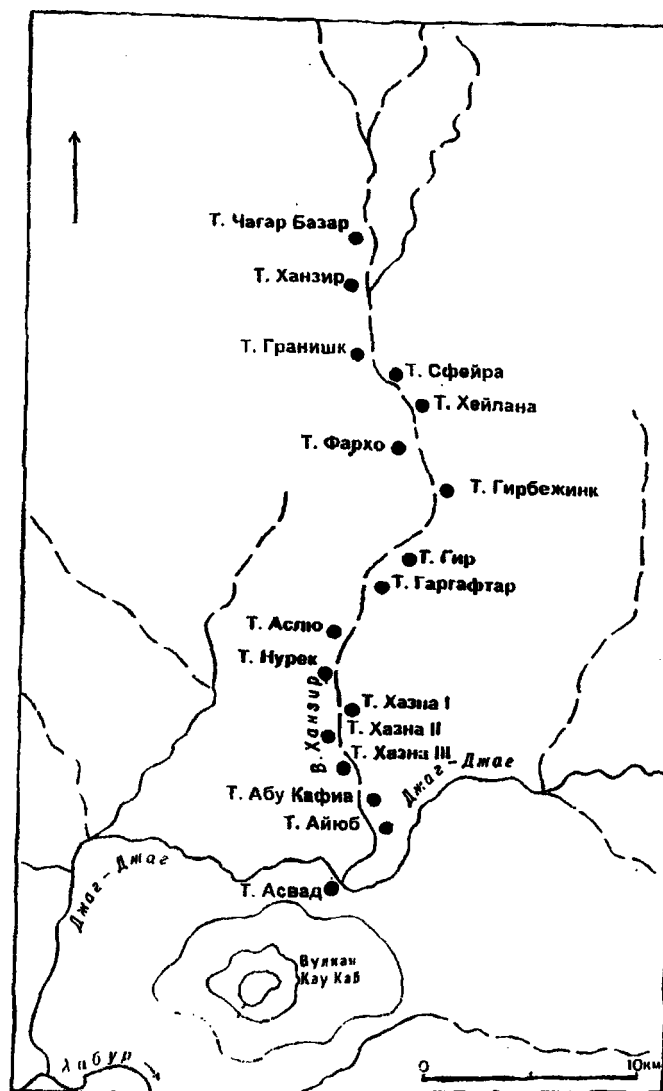 Т. Чагар Базар
Т. Ханзир
Т. Гранишк
Т. Сфейра
Т. Хейлана
Т. Фархо
Т. Гирбежинк
Т. Гир
Т. Гаргафтар
Т. Аслю
Т. Нурек
В. Ханзир
Т. Хазна I
Т. Хазна II
Т. Хазна III
Джаг-Джаг
Т. Абу Кафиа
Т. Айюб
Джаг-Джаг
Т. Асвад
Вулкан
Кау Каб
Хабур
0 10км